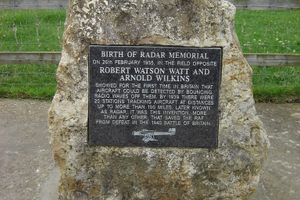 BIRTH OF RADAR MEMORIAL
ON 26TH FEBRUARY 1935, IN THE FIELD OPPOSITE
ROBERT WATSON WATT AND
ARNOLD WILKINS
SHOWED FOR THE FIRST TIME IN BRITAIN THAT
AIRCRAFT COULD BE DETECTED BY BOUNCING
RADIO WAVES OFF THEM. BY 1939 THERE WERE
20 STATIONS TRACKING AIRCRAFT AT DISTANCES
UP TO MORE THAN 100 MILES. LATER KNOWN
AS RADAR, IT WAS THIS INVENTION, MORE
THAN ANY OTHER, THAT SAVED THE RAF
FROM DEFEAT IN THE 1940 BATTLE OF BRITAIN.